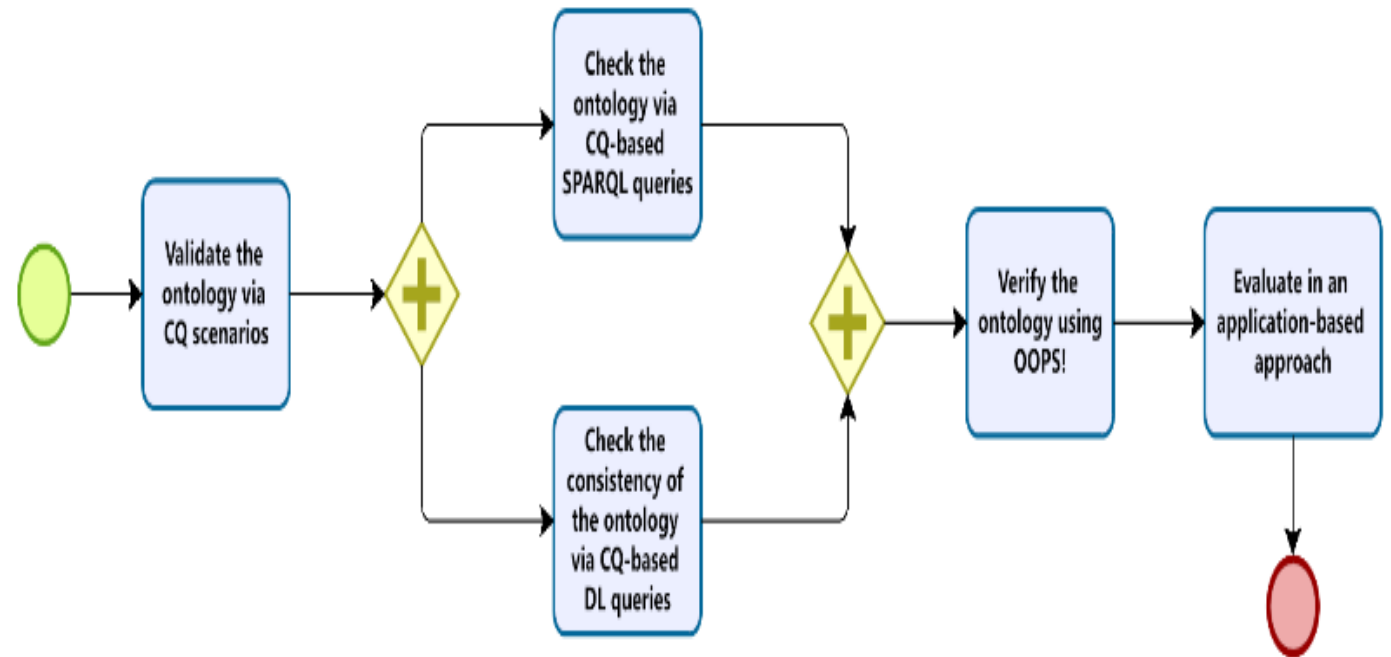 Validate the
ontology via
CQ scenarios
Check the
ontology via
CQ-based
SPARQL queries
Check the
consistency of
the ontology
via CQ-based
DL queries
Verify the
ontology using
OOPS!
Evaluate in an
application-based
approach